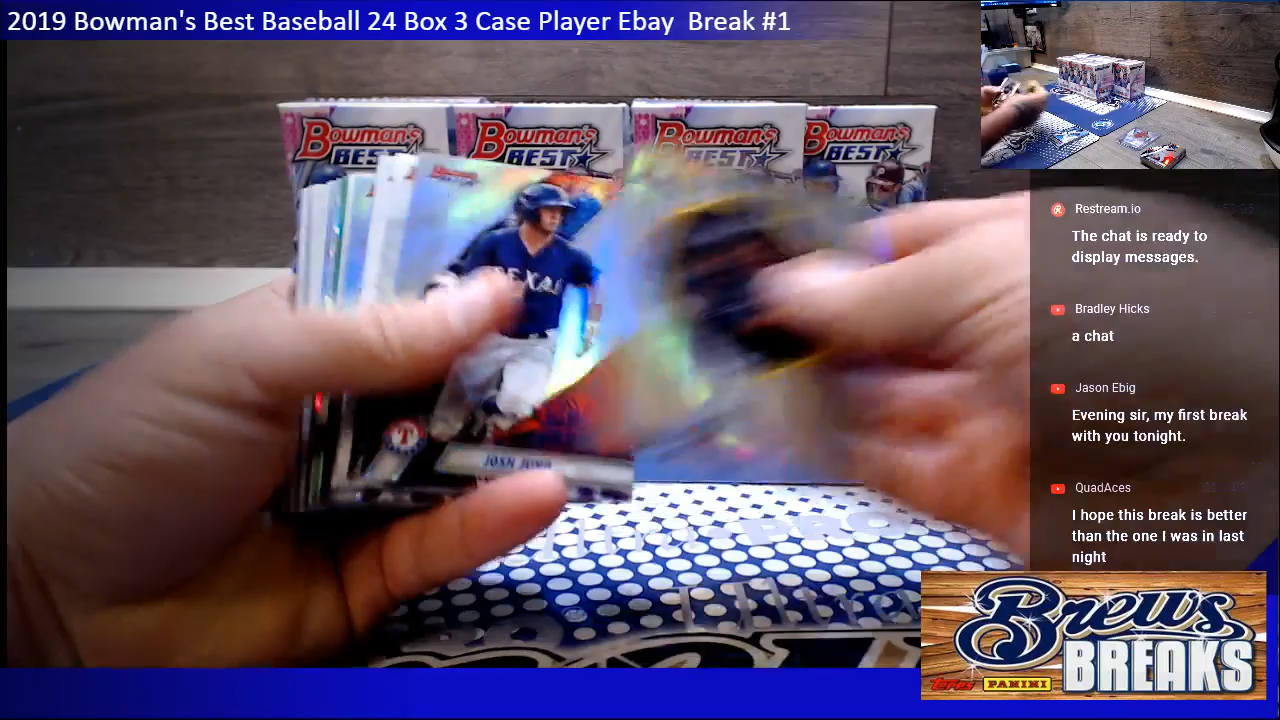 2019 Bowman's Best Baseball 24 Box 3 Case Player Ebay  Break #1
Bowman's
BEST
Bowman's
BEST
Bowman's
BEST
Bowman's
BEST
TEXAS
T
JOSH JUNG
Restream.io
The chat is ready to
display messages.
Bradley Hicks
a chat
Jason Ebig
Evening sir, my first break
with you tonight.
QuadAces
I hope this break is better
than the one I was in last
night
Brews
BREAKS
Topps
PANINI